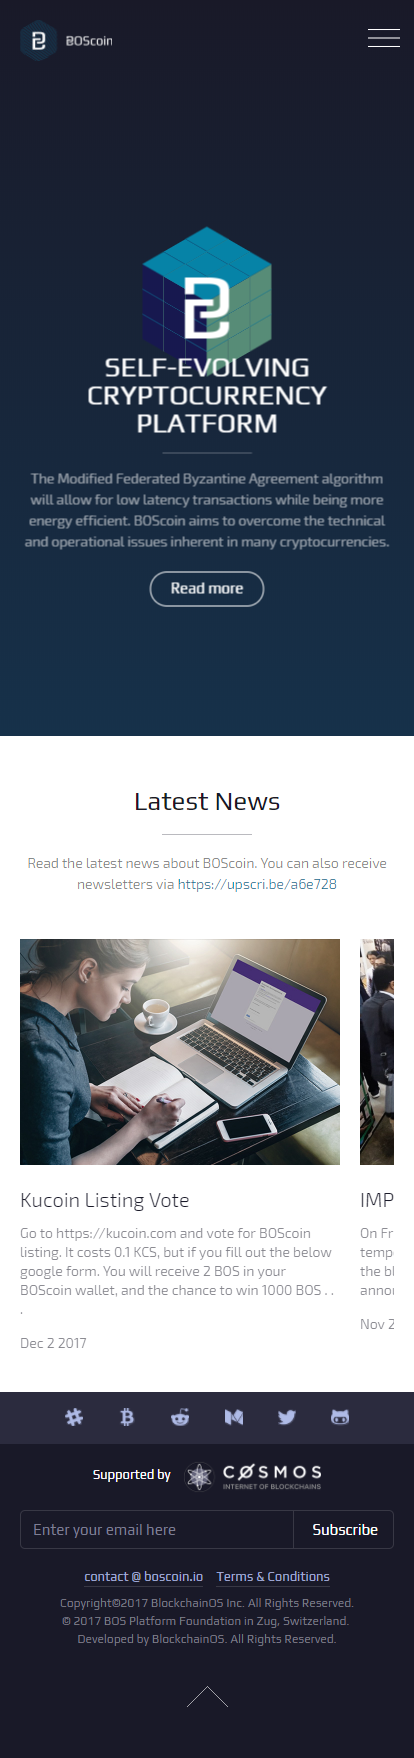 BOScoin
SELF-EVOLVING
CRYPTOCURRENCY
PLATFORM
The Modified Federated Byzantine Agreement algorithm
will allow for low latency transactions while being more
energy efficient. BOScoin aims to overcome the technical
and operational issues inherent in many cryptocurrencies.
Read more
Latest News
Read the latest news about BOScoin. You can also receive
newsletters via https://upscri.be/a6e728
Kucoin Listing Vote
Go to https://kucoin.com and vote for BOScoin
listing. It costs 0.1 KCS, but if you fill out the below
google form. You will receive 2 BOS in your
BOScoin wallet, and the chance to win 1000 BOS . .
.
Dec 2 2017
IMP
On Fr
temp
the bl
annou
Nov 2
Supported by
COSMOS
INTERNET OF BLOCKCHAINS
Enter your email here
Subscribe
contact @ boscoin.io Terms & Conditions
Copyright©2017 BlockchainOS Inc. All Rights Reserved.
© 2017 BOS Platform Foundation in Zug, Switzerland.
Developed by BlockchainOS. All Rights Reserved.